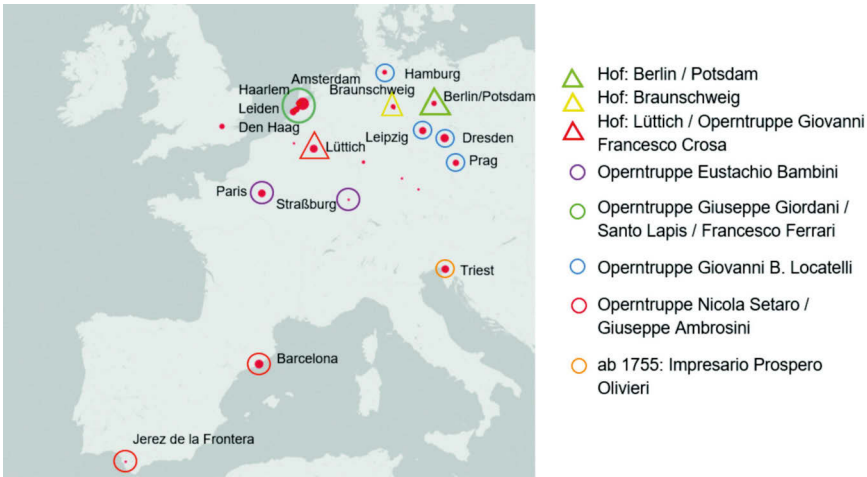 Hamburg
Amsterdam
Haarlem
Braunschweig
Leiden
Berlin/Potsdam
Den Haag
Leipzig
Dresden
Lüttich
Prag
Paris
Straßburg
Triest
Barcelona
Jerez de la Frontera
Hof: Berlin / Potsdam
Hof: Braunschweig
Hof: Lüttich / Operntruppe Giovanni
Francesco Crosa
Operntruppe Eustachio Bambini
Operntruppe Giuseppe Giordani /
Santo Lapis / Francesco Ferrari
Operntruppe Giovanni B. Locatelli
Operntruppe Nicola Setaro /
Giuseppe Ambrosini
ab 1755: Impresario Prospero
Olivieri